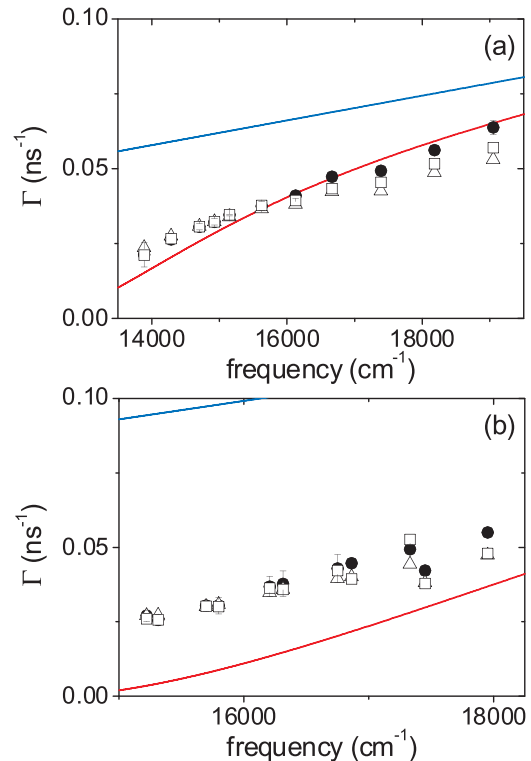 0.10
(a)
0.05
Γ (ns⁻¹)
0.00
14000 16000 18000
frequency (cm⁻¹)
0.10
(b)
0.05
Γ (ns⁻¹)
0.00
16000 18000
frequency (cm⁻¹)